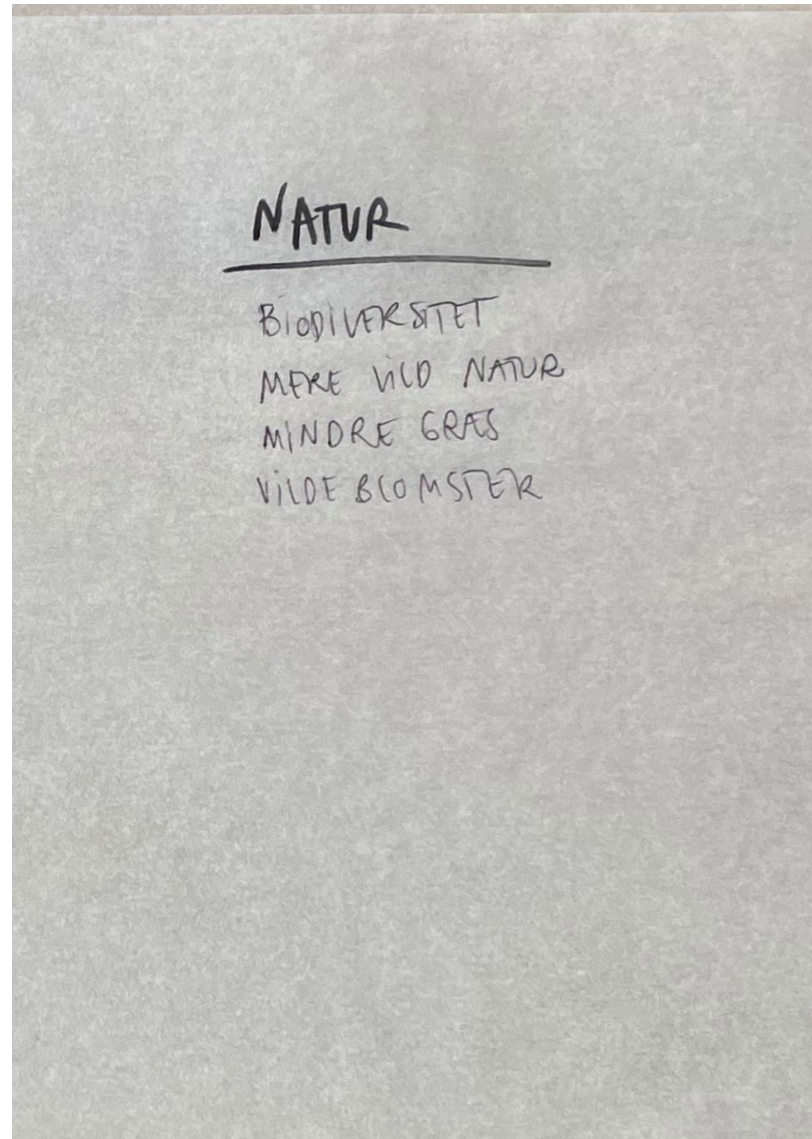 NATUR
BIODIVERSITET
MERE VILD NATUR
MINDRE GRÆS
VILDE BLOMSTER